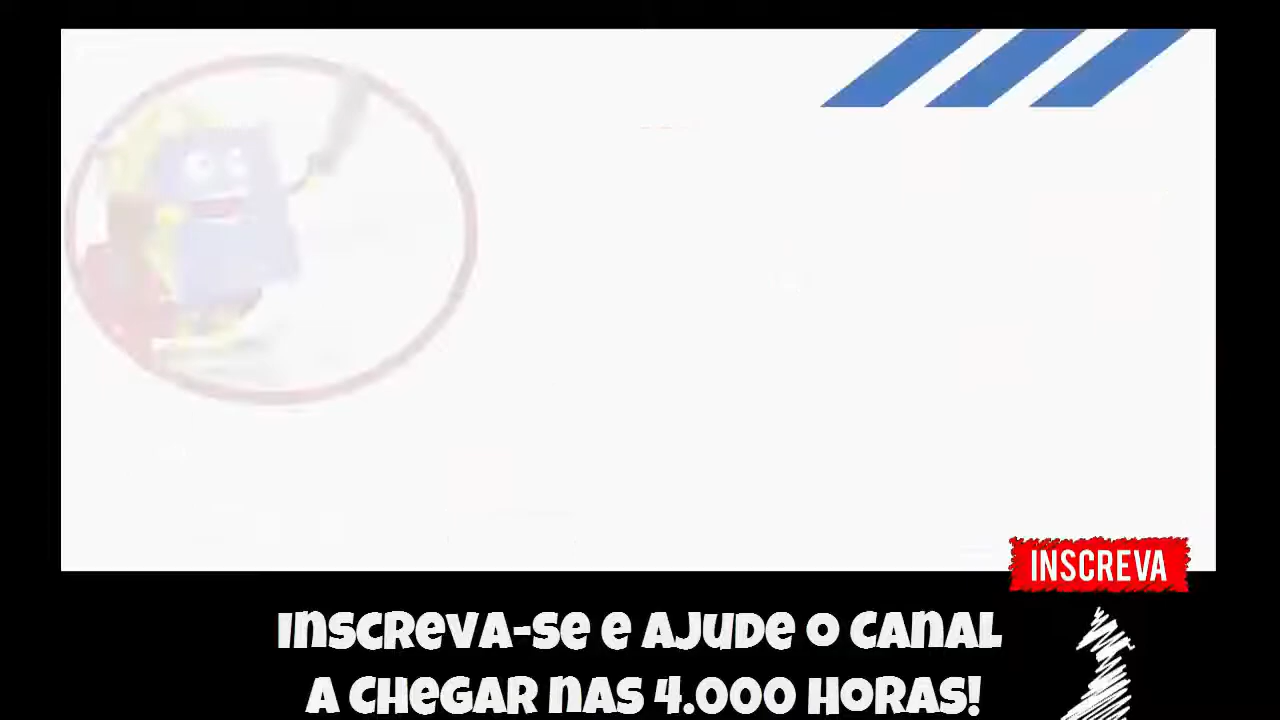 INSCREVA
INSCREVA-SE E AJUDE O CANAL
A CHEGAR NAS 4.000 HORAS!